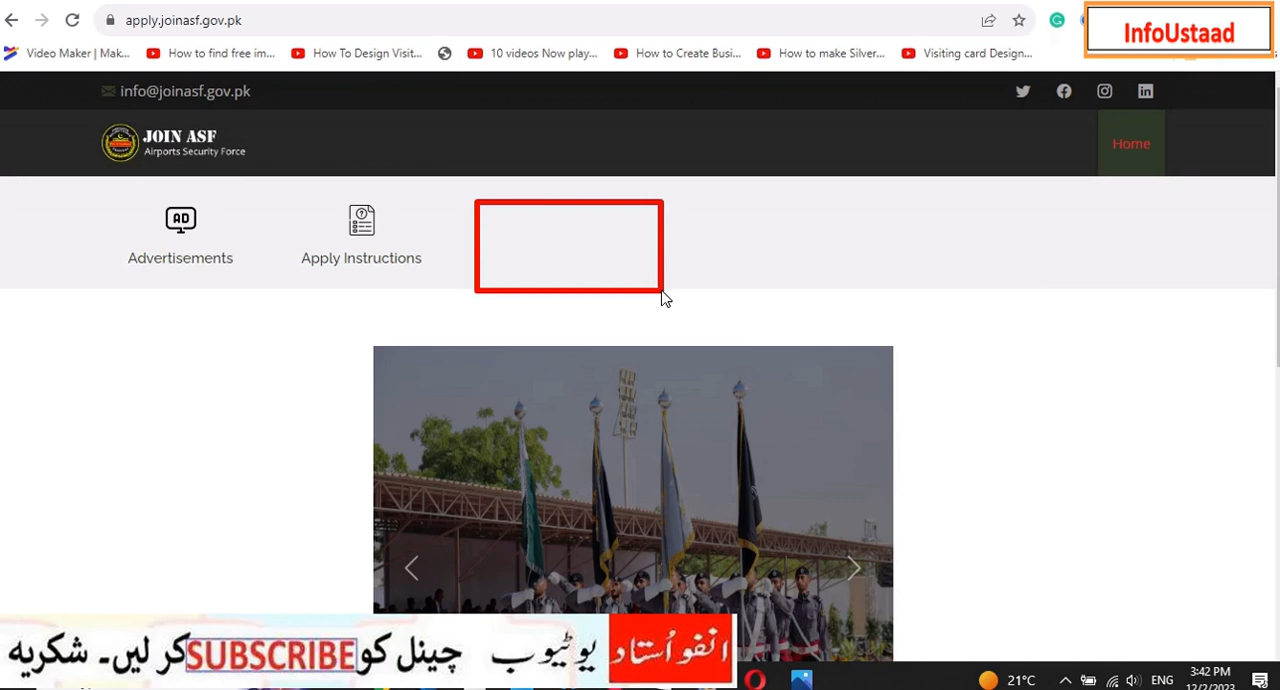 apply.joinasf.gov.pk
InfoUstaad
Video Maker | Mak...
How to find free im...
How To Design Visit...
10 videos Now play...
How to Create Busi...
How to make Silver...
Visiting card Design...
info@joinasf.gov.pk
JOIN ASF
Airports Security Force
Home
AD
Advertisements
Apply Instructions
انفو اُستاد یوٹیوب چینل کو SUBSCRIBE کر لیں۔ شکریہ
21°C
ENG
3:42 PM
12/2/2023